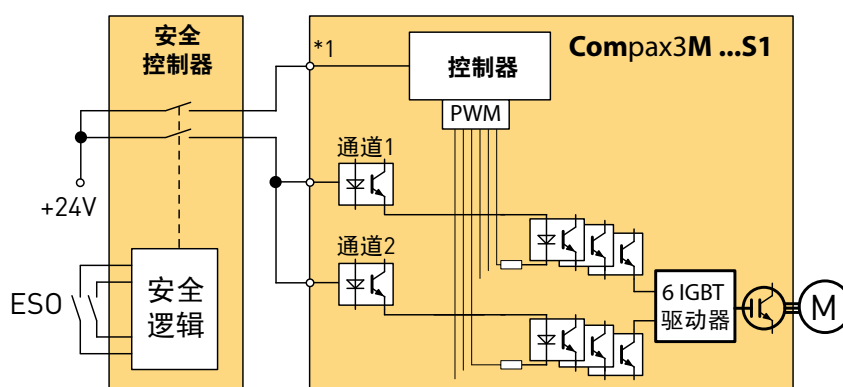 安全
控制器
*1
控制器
Compax3M ...S1
PWM
通道1
+24V
通道2
ESO
安全
逻辑
6 IGBT
驱动器
M